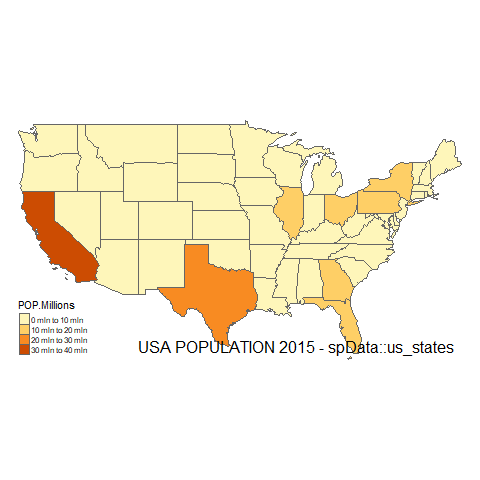 POP.Millions
0 mln to 10 mln
10 mln to 20 mln
20 mln to 30 mln
30 mln to 40 mln
USA POPULATION 2015 - spData::us_states